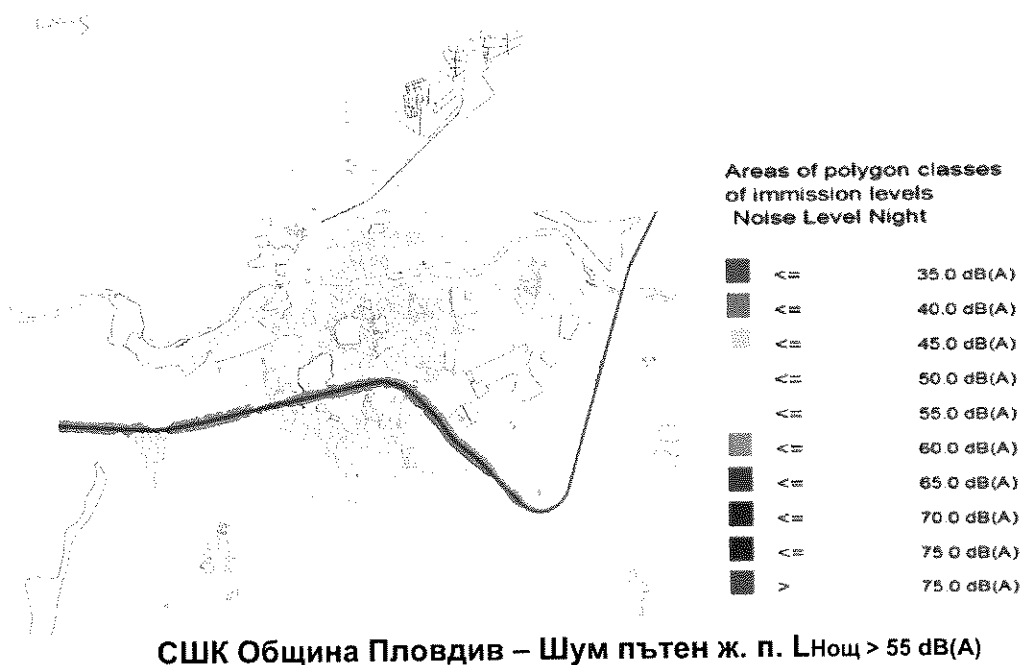 Areas of polygon classes
of immission levels
Noise Level Night
<= 35.0 dB(A)
<= 40.0 dB(A)
<= 45.0 dB(A)
<= 50.0 dB(A)
<= 55.0 dB(A)
<= 60.0 dB(A)
<= 65.0 dB(A)
<= 70.0 dB(A)
<= 75.0 dB(A)
> 75.0 dB(A)
СШК Община Пловдив – Шум пътен ж. п. LНощ > 55 dB(A)